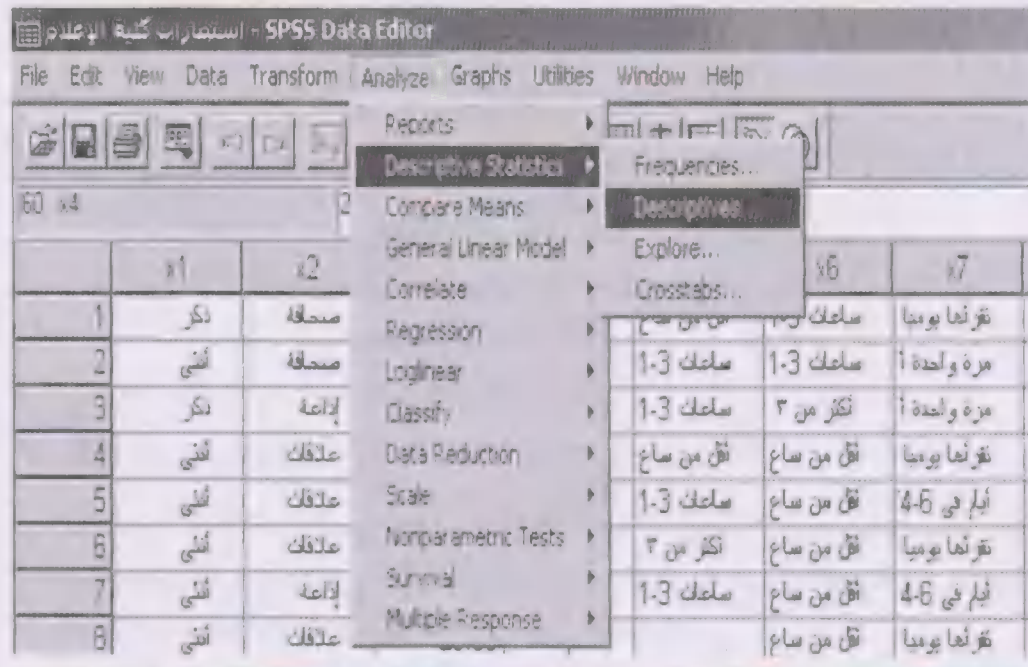 استمارات كلية الإعلام - SPSS Data Editor
File Edit View Data Transform Analyze Graphs Utilities Window Help
Reports
Descriptive Statistics
Compare Means
General Linear Model
Correlate
Regression
Loglinear
Classify
Data Reduction
Scale
Nonparametric Tests
Survival
Multiple Response
Frequencies...
Descriptives...
Explore...
Crosstabs...
60 x4 2
x1 x2 x6 x7
1 ذكر صحافة ساعات 1-3 نقرأها يوميا
2 أنثى صحافة ساعات 1-3 ساعات 1-3 مرة واحدة أ
3 ذكر إذاعة ساعات 1-3 أكثر من ٣ مرة واحدة أ
4 أنثى علاقات أقل من ساع أقل من ساع نقرأها يوميا
5 أنثى علاقات ساعات 1-3 أقل من ساع أيام فى 6-4
6 أنثى علاقات أكثر من ٣ أقل من ساع نقرأها يوميا
7 أنثى إذاعة ساعات 1-3 أقل من ساع أيام فى 6-4
8 أنثى علاقات أقل من ساع نقرأها يوميا